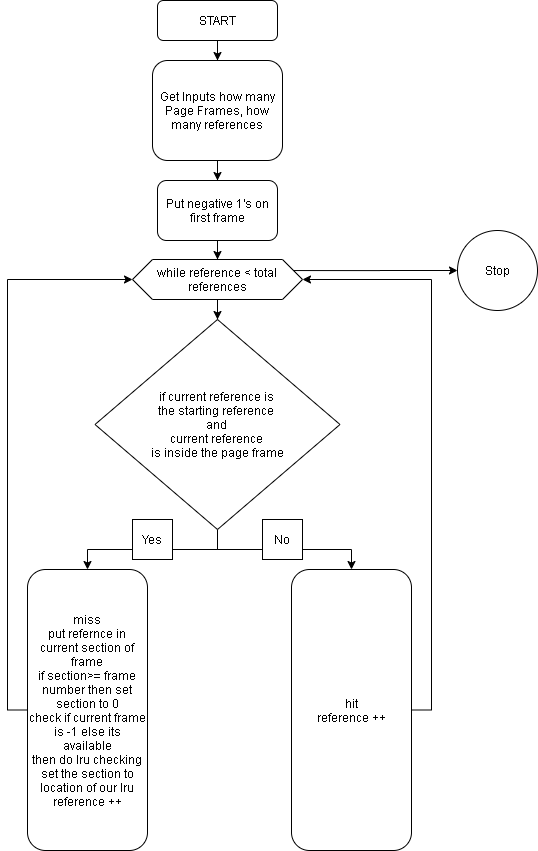 START
Get Inputs how many
Page Frames, how
many references
Put negative 1's on
first frame
while reference < total
references
Stop
if current reference is
the starting reference
and
current reference
is inside the page frame
Yes
No
miss
put refernce in
current section of
frame
if section>= frame
number then set
section to 0
check if current frame
is -1 else its
available
then do lru checking
set the section to
location of our lru
reference ++
hit
reference ++